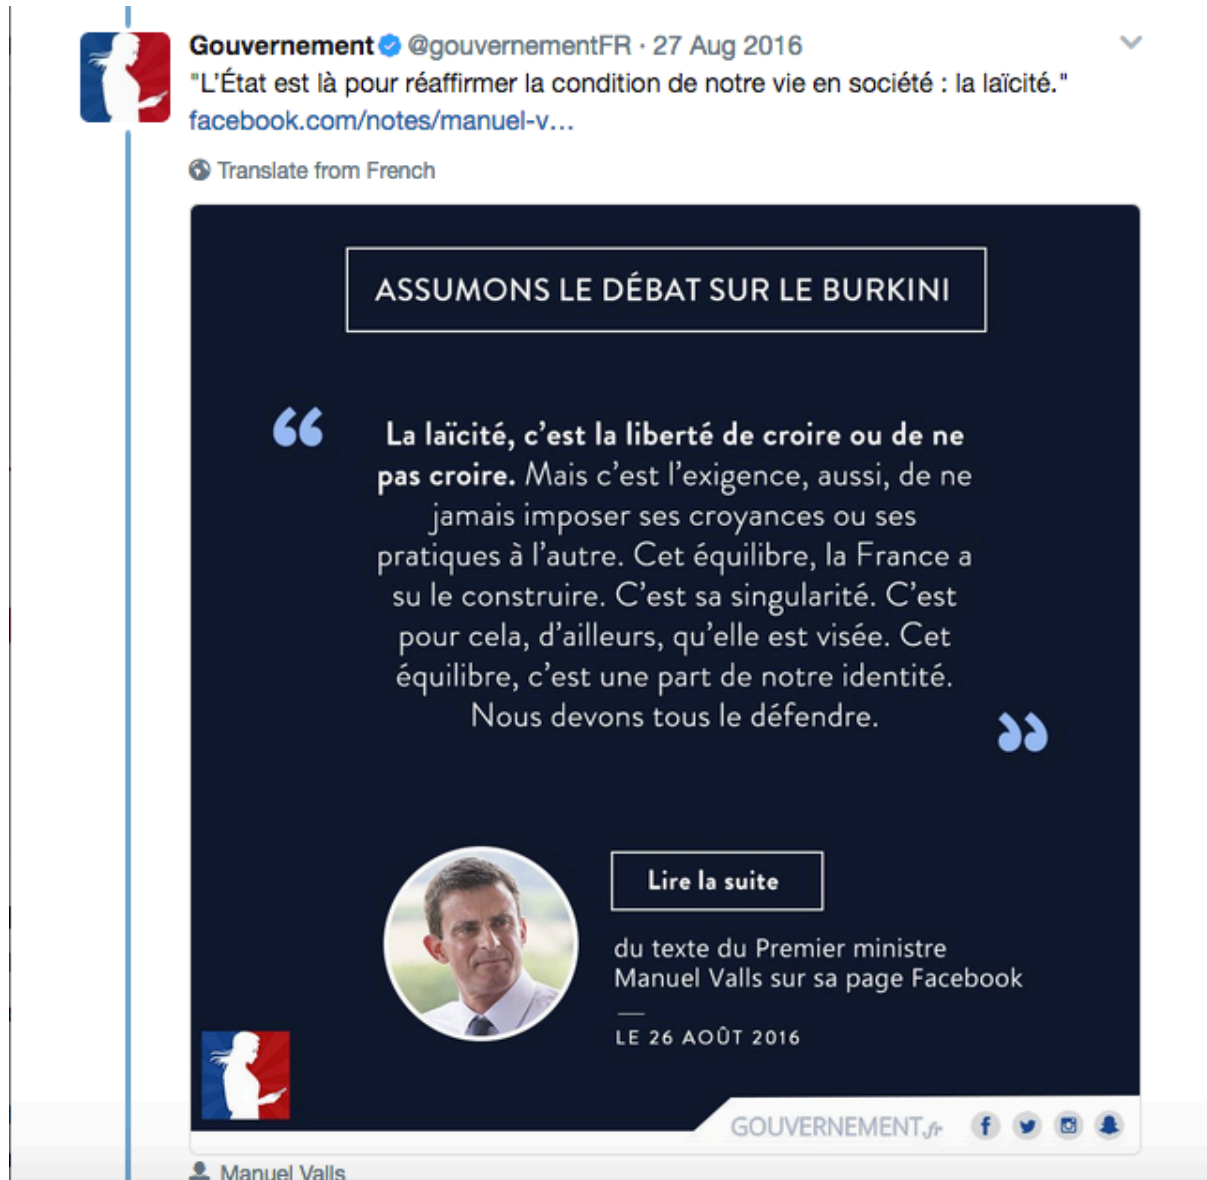 Gouvernement @gouvernementFR · 27 Aug 2016
"L'État est là pour réaffirmer la condition de notre vie en société : la laïcité."
facebook.com/notes/manuel-v...
Translate from French
ASSUMONS LE DÉBAT SUR LE BURKINI
“ La laïcité, c’est la liberté de croire ou de ne
pas croire. Mais c’est l’exigence, aussi, de ne
jamais imposer ses croyances ou ses
pratiques à l’autre. Cet équilibre, la France a
su le construire. C’est sa singularité. C’est
pour cela, d’ailleurs, qu’elle est visée. Cet
équilibre, c’est une part de notre identité.
Nous devons tous le défendre. ”
Lire la suite
du texte du Premier ministre
Manuel Valls sur sa page Facebook
LE 26 AOÛT 2016
GOUVERNEMENT.fr
Manuel Valls